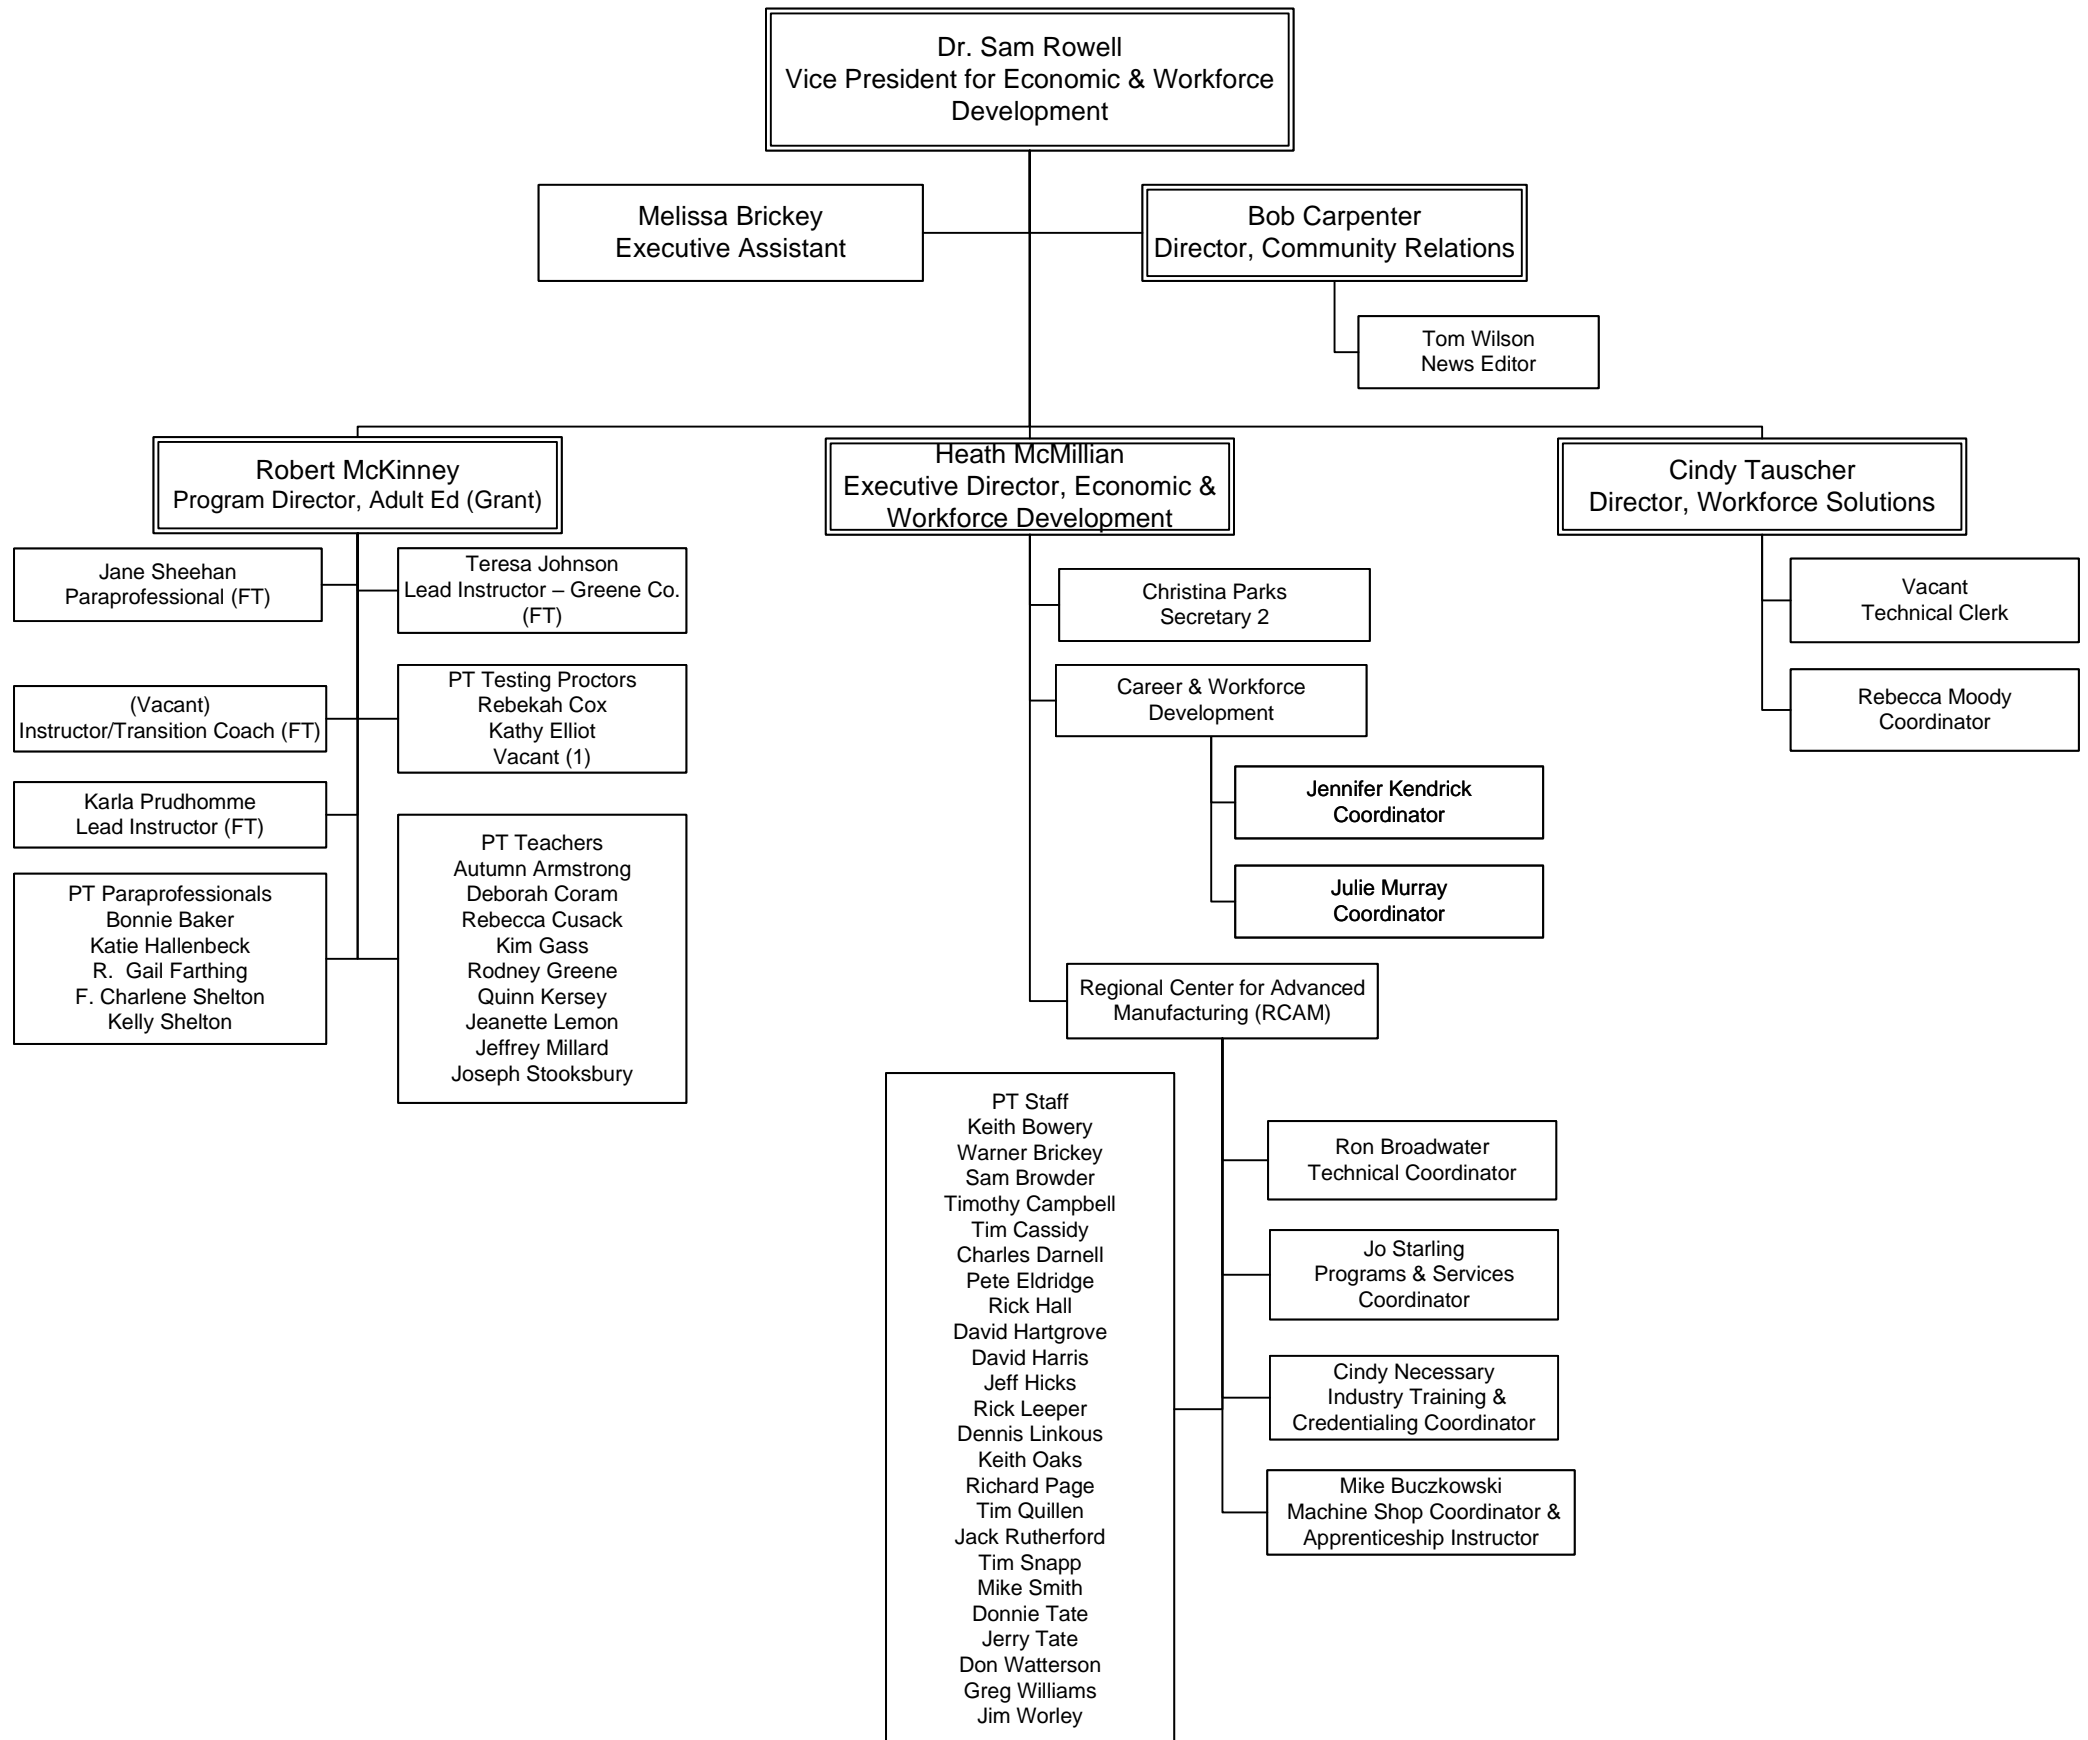 Dr. Sam Rowell
Vice President for Economic & Workforce
Development
Melissa Brickey
Executive Assistant
Bob Carpenter
Director, Community Relations
Tom Wilson
News Editor
Robert McKinney
Program Director, Adult Ed (Grant)
Heath McMillian
Executive Director, Economic &
Workforce Development
Cindy Tauscher
Director, Workforce Solutions
Jane Sheehan
Paraprofessional (FT)
Teresa Johnson
Lead Instructor – Greene Co.
(FT)
(Vacant)
Instructor/Transition Coach (FT)
PT Testing Proctors
Rebekah Cox
Kathy Elliot
Vacant (1)
Karla Prudhomme
Lead Instructor (FT)
PT Paraprofessionals
Bonnie Baker
Katie Hallenbeck
R.  Gail Farthing
F. Charlene Shelton
Kelly Shelton
PT Teachers
Autumn Armstrong
Deborah Coram
Rebecca Cusack
Kim Gass
Rodney Greene
Quinn Kersey
Jeanette Lemon
Jeffrey Millard
Joseph Stooksbury
Christina Parks
Secretary 2
Career & Workforce
Development
Jennifer Kendrick
Coordinator
Julie Murray
Coordinator
Regional Center for Advanced
Manufacturing (RCAM)
PT Staff
Keith Bowery
Warner Brickey
Sam Browder
Timothy Campbell
Tim Cassidy
Charles Darnell
Pete Eldridge
Rick Hall
David Hartgrove
David Harris
Jeff Hicks
Rick Leeper
Dennis Linkous
Keith Oaks
Richard Page
Tim Quillen
Jack Rutherford
Tim Snapp
Mike Smith
Donnie Tate
Jerry Tate
Don Watterson
Greg Williams
Jim Worley
Ron Broadwater
Technical Coordinator
Jo Starling
Programs & Services
Coordinator
Cindy Necessary
Industry Training &
Credentialing Coordinator
Mike Buczkowski
Machine Shop Coordinator &
Apprenticeship Instructor
Vacant
Technical Clerk
Rebecca Moody
Coordinator